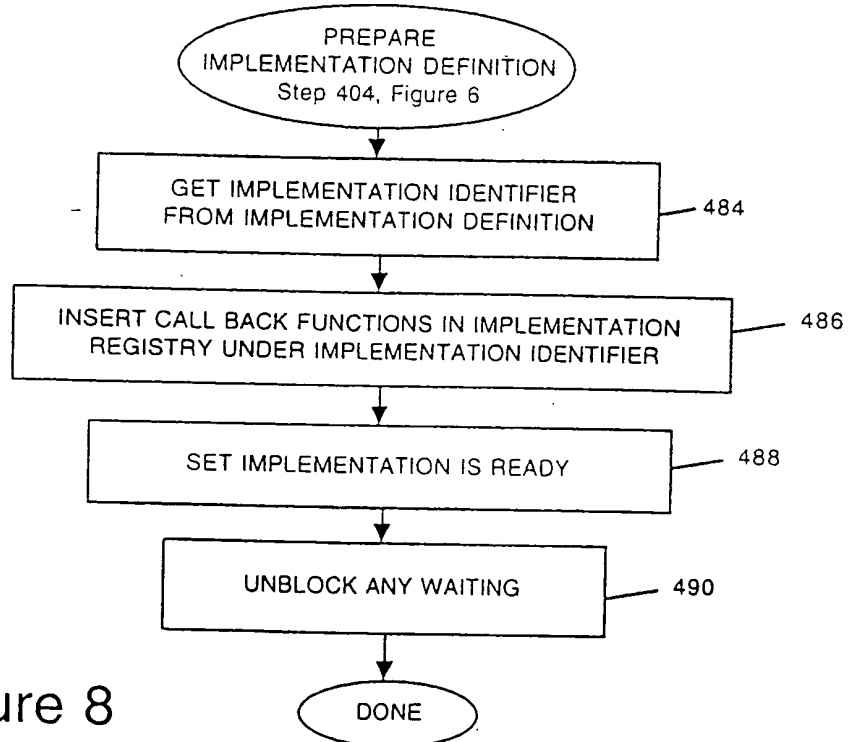 PREPARE
IMPLEMENTATION DEFINITION
Step 404, Figure 6
GET IMPLEMENTATION IDENTIFIER
FROM IMPLEMENTATION DEFINITION
484
INSERT CALL BACK FUNCTIONS IN IMPLEMENTATION
REGISTRY UNDER IMPLEMENTATION IDENTIFIER
486
SET IMPLEMENTATION IS READY
488
UNBLOCK ANY WAITING
490
DONE
ure 8